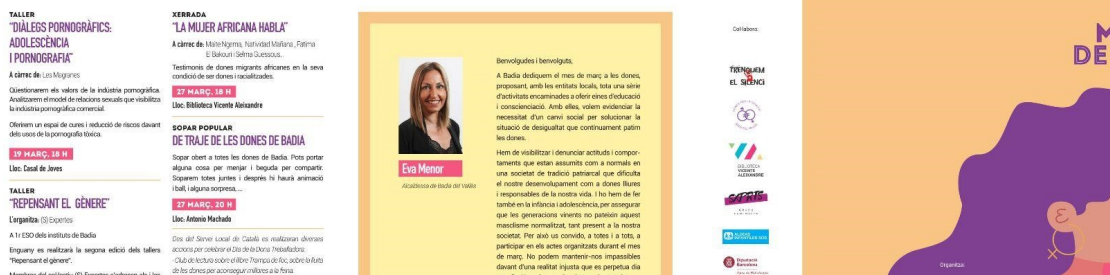 TALLER
"DIÀLEGS PORNOGRÀFICS:
ADOLESCÈNCIA
I PORNOGRAFIA"
A càrrec de: Les Magranes
Qüestionarem els valors de la indústria pornogràfica.
Analitzarem el model de relacions sexuals que visibilitza
la indústria pornogràfica comercial.
Oferirem un espai de cures i reducció de riscos davant
dels usos de la pornografia tòxica.
19 MARÇ, 18 H
Lloc: Casal de Joves
TALLER
"REPENSANT EL GÈNERE"
L'organitza: (S) Expertes
A 1r ESO dels instituts de Badia
Enguany es realitzarà la segona edició dels tallers
"Repensant el gènere".
XERRADA
"LA MUJER AFRICANA HABLA"
A càrrec de: Maite Ngema, Natividad Mañana, Fatima
El Bakouri i Selma Guessous.
Testimonis de dones migrants africanes en la seva
condició de ser dones i racialitzades.
27 MARÇ, 18 H
Lloc: Biblioteca Vicente Aleixandre
SOPAR POPULAR
DE TRAJE DE LES DONES DE BADIA
Sopar obert a totes les dones de Badia. Pots portar
alguna cosa per menjar i beguda per compartir.
Soparem totes juntes i després hi haurà animació
i ball, i alguna sorpresa,...
27 MARÇ, 20 H
Lloc: Antonio Machado
Des del Servei Local de Català es realitzaran diverses
accions per celebrar el Dia de la Dona Treballadora:
- Club de lectura sobre el llibre Trampa de foc, sobre la lluita
de les dones per aconseguir millores a la feina.
Eva Menor
Alcaldessa de Badia del Vallès
Benvolgudes i benvolguts,
A Badia dediquem el mes de març a les dones,
proposant, amb les entitats locals, tota una sèrie
d'activitats encaminades a oferir eines d'educació
i conscienciació. Amb elles, volem evidenciar la
necessitat d'un canvi social per solucionar la
situació de desigualtat que contínuament patim
les dones.
Hem de visibilitzar i denunciar actituds i compor-
taments que estan assumits com a normals en
una societat de tradició patriarcal que dificulta
el nostre desenvolupament com a dones lliures
i responsables de la nostra vida. I ho hem de fer
també en la infància i adolescència, per assegurar
que les generacions vinents no pateixin aquest
masclisme normalitzat, tant present a la nostra
societat. Per això us convido, a totes i a tots, a
participar en els actes organitzats durant el mes
de març. No podem mantenir-nos impassibles
davant d'una realitat injusta que es perpetua dia
Col·labora:
TRENQUEM
EL SILENCI
BIBLIOTECA
VICENTE
ALEIXANDRE
Diputació
Barcelona
M
DE
Organitza: